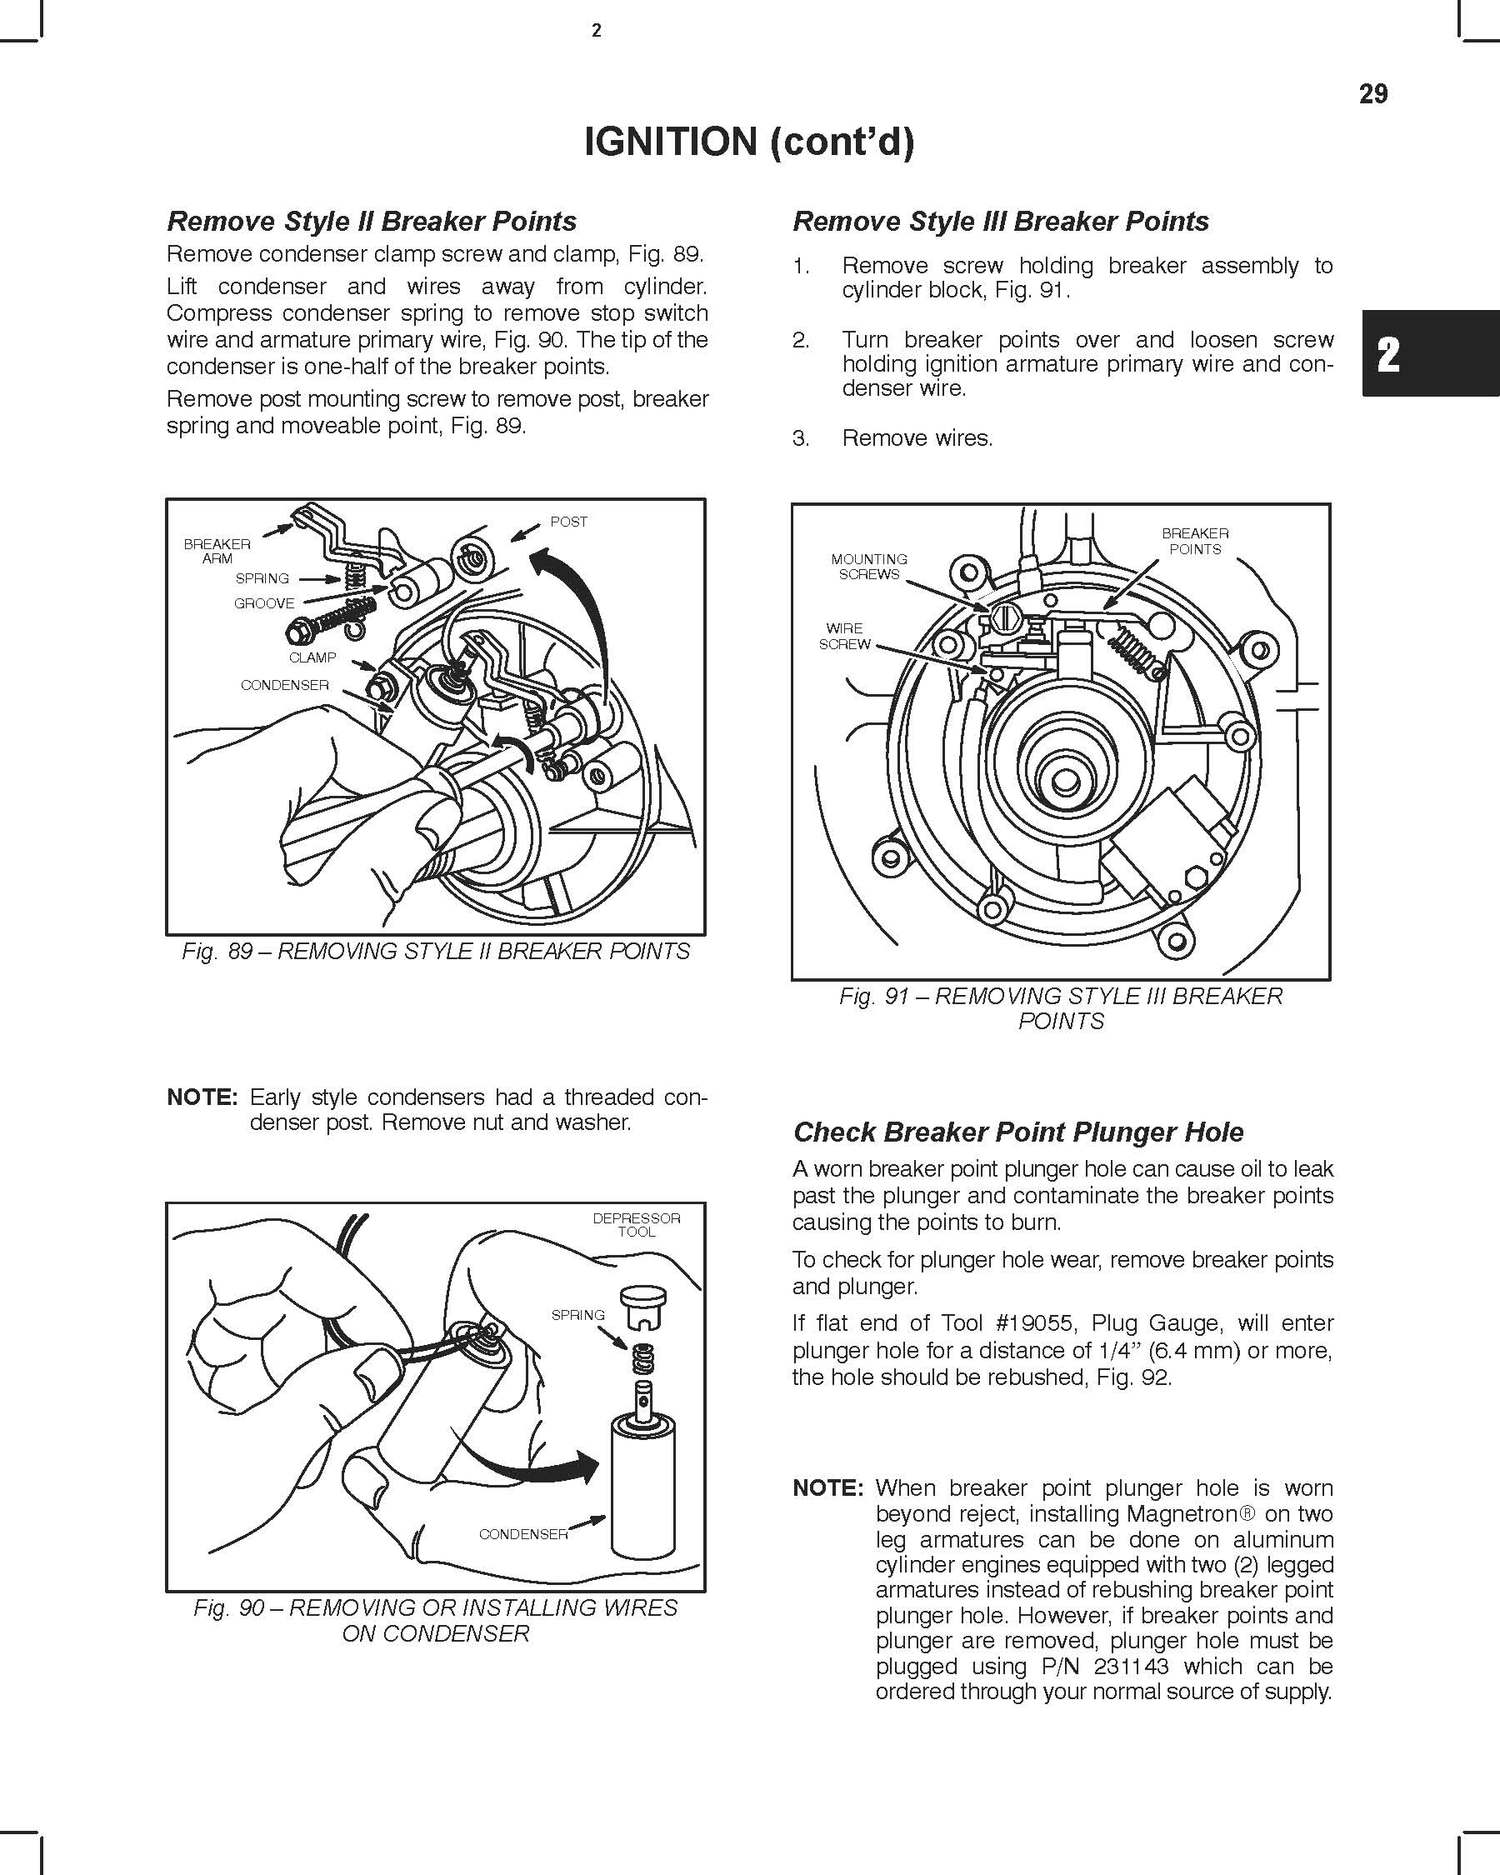 2
29
IGNITION (cont’d)
Remove Style II Breaker Points
Remove condenser clamp screw and clamp, Fig. 89.
Lift condenser and wires away from cylinder.
Compress condenser spring to remove stop switch
wire and armature primary wire, Fig. 90. The tip of the
condenser is one-half of the breaker points.
Remove post mounting screw to remove post, breaker
spring and moveable point, Fig. 89.
POST
BREAKER
ARM
SPRING
GROOVE
CLAMP
CONDENSER
Fig. 89 – REMOVING STYLE II BREAKER POINTS
NOTE: Early style condensers had a threaded con-
denser post. Remove nut and washer.
DEPRESSOR
TOOL
SPRING
CONDENSER
Fig. 90 – REMOVING OR INSTALLING WIRES
ON CONDENSER
Remove Style III Breaker Points
1. Remove screw holding breaker assembly to
cylinder block, Fig. 91.
2. Turn breaker points over and loosen screw
holding ignition armature primary wire and con-
denser wire.
3. Remove wires.
2
BREAKER
POINTS
MOUNTING
SCREWS
WIRE
SCREW
Fig. 91 – REMOVING STYLE III BREAKER
POINTS
Check Breaker Point Plunger Hole
A worn breaker point plunger hole can cause oil to leak
past the plunger and contaminate the breaker points
causing the points to burn.
To check for plunger hole wear, remove breaker points
and plunger.
If flat end of Tool #19055, Plug Gauge, will enter
plunger hole for a distance of 1/4” (6.4 mm) or more,
the hole should be rebushed, Fig. 92.
NOTE: When breaker point plunger hole is worn
beyond reject, installing Magnetron® on two
leg armatures can be done on aluminum
cylinder engines equipped with two (2) legged
armatures instead of rebushing breaker point
plunger hole. However, if breaker points and
plunger are removed, plunger hole must be
plugged using P/N 231143 which can be
ordered through your normal source of supply.